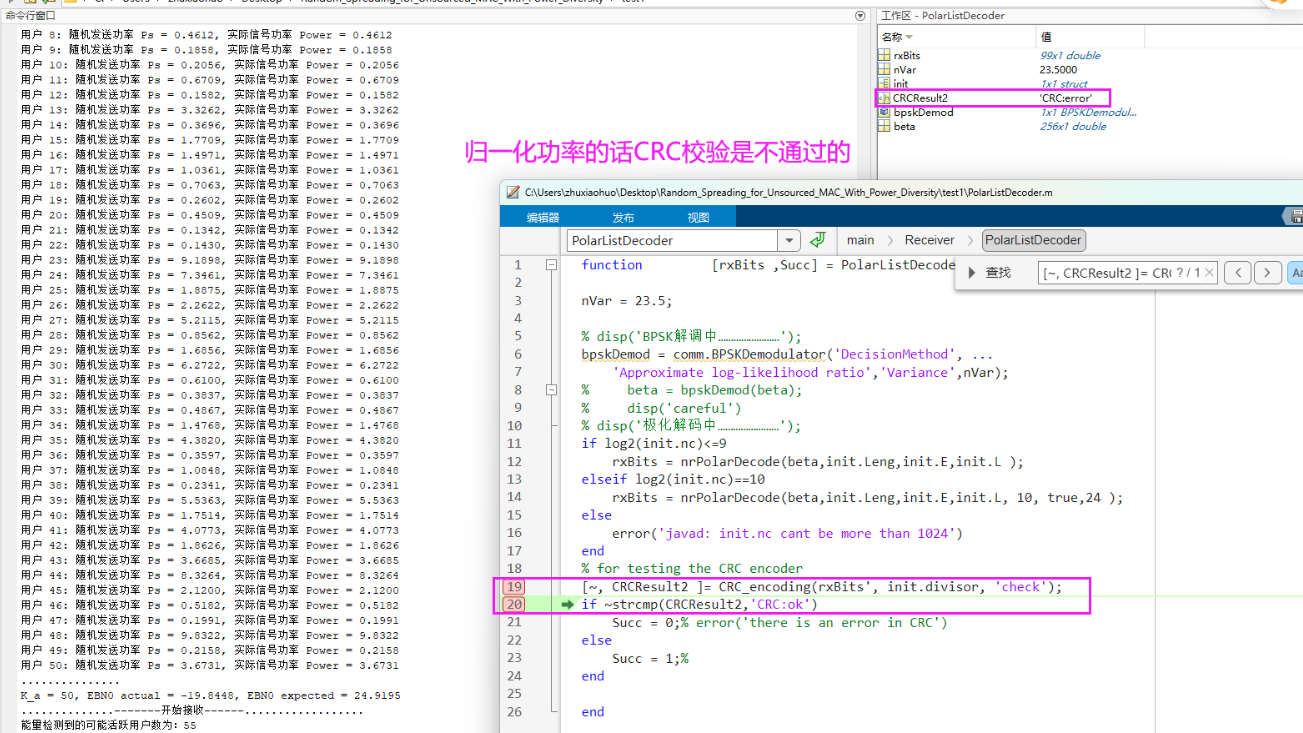 C: › Users › zhuxiaohuo › Desktop › Random_Spreading_for_Unsourced_MAC_With_Power_Diversity › test1
命令行窗口
用户 8: 随机发送功率 Ps = 0.4612, 实际信号功率 Power = 0.4612
用户 9: 随机发送功率 Ps = 0.1858, 实际信号功率 Power = 0.1858
用户 10: 随机发送功率 Ps = 0.2056, 实际信号功率 Power = 0.2056
用户 11: 随机发送功率 Ps = 0.6709, 实际信号功率 Power = 0.6709
用户 12: 随机发送功率 Ps = 0.1582, 实际信号功率 Power = 0.1582
用户 13: 随机发送功率 Ps = 3.3262, 实际信号功率 Power = 3.3262
用户 14: 随机发送功率 Ps = 0.3696, 实际信号功率 Power = 0.3696
用户 15: 随机发送功率 Ps = 1.7709, 实际信号功率 Power = 1.7709
用户 16: 随机发送功率 Ps = 1.4971, 实际信号功率 Power = 1.4971
用户 17: 随机发送功率 Ps = 1.0361, 实际信号功率 Power = 1.0361
用户 18: 随机发送功率 Ps = 0.7063, 实际信号功率 Power = 0.7063
用户 19: 随机发送功率 Ps = 0.2602, 实际信号功率 Power = 0.2602
用户 20: 随机发送功率 Ps = 0.4509, 实际信号功率 Power = 0.4509
用户 21: 随机发送功率 Ps = 0.1342, 实际信号功率 Power = 0.1342
用户 22: 随机发送功率 Ps = 0.1430, 实际信号功率 Power = 0.1430
用户 23: 随机发送功率 Ps = 9.1898, 实际信号功率 Power = 9.1898
用户 24: 随机发送功率 Ps = 7.3461, 实际信号功率 Power = 7.3461
用户 25: 随机发送功率 Ps = 1.8875, 实际信号功率 Power = 1.8875
用户 26: 随机发送功率 Ps = 2.2622, 实际信号功率 Power = 2.2622
用户 27: 随机发送功率 Ps = 5.2115, 实际信号功率 Power = 5.2115
用户 28: 随机发送功率 Ps = 0.8562, 实际信号功率 Power = 0.8562
用户 29: 随机发送功率 Ps = 1.6856, 实际信号功率 Power = 1.6856
用户 30: 随机发送功率 Ps = 6.2722, 实际信号功率 Power = 6.2722
用户 31: 随机发送功率 Ps = 0.6100, 实际信号功率 Power = 0.6100
用户 32: 随机发送功率 Ps = 0.3837, 实际信号功率 Power = 0.3837
用户 33: 随机发送功率 Ps = 0.4867, 实际信号功率 Power = 0.4867
用户 34: 随机发送功率 Ps = 1.4768, 实际信号功率 Power = 1.4768
用户 35: 随机发送功率 Ps = 4.3820, 实际信号功率 Power = 4.3820
用户 36: 随机发送功率 Ps = 0.3597, 实际信号功率 Power = 0.3597
用户 37: 随机发送功率 Ps = 1.0848, 实际信号功率 Power = 1.0848
用户 38: 随机发送功率 Ps = 0.2341, 实际信号功率 Power = 0.2341
用户 39: 随机发送功率 Ps = 5.5363, 实际信号功率 Power = 5.5363
用户 40: 随机发送功率 Ps = 1.7514, 实际信号功率 Power = 1.7514
用户 41: 随机发送功率 Ps = 4.0773, 实际信号功率 Power = 4.0773
用户 42: 随机发送功率 Ps = 1.8626, 实际信号功率 Power = 1.8626
用户 43: 随机发送功率 Ps = 3.6685, 实际信号功率 Power = 3.6685
用户 44: 随机发送功率 Ps = 8.3264, 实际信号功率 Power = 8.3264
用户 45: 随机发送功率 Ps = 2.1200, 实际信号功率 Power = 2.1200
用户 46: 随机发送功率 Ps = 0.5182, 实际信号功率 Power = 0.5182
用户 47: 随机发送功率 Ps = 0.1991, 实际信号功率 Power = 0.1991
用户 48: 随机发送功率 Ps = 9.8322, 实际信号功率 Power = 9.8322
用户 49: 随机发送功率 Ps = 0.2158, 实际信号功率 Power = 0.2158
用户 50: 随机发送功率 Ps = 3.6731, 实际信号功率 Power = 3.6731
...............
K_a = 50, EBN0 actual = -19.8448, EBN0 expected = 24.9195
..............-------开始接收------..................
能量检测到的可能活跃用户数为: 55
工作区 - PolarListDecoder
名称 值
rxBits 99x1 double
nVar 23.5000
init 1x1 struct
CRCResult2 'CRC:error'
bpskDemod 1x1 BPSKDemodul...
beta 256x1 double
归一化功率的话CRC校验是不通过的
C:\Users\zhuxiaohuo\Desktop\Random_Spreading_for_Unsourced_MAC_With_Power_Diversity\test1\PolarListDecoder.m
编辑器 发布 视图
PolarListDecoder main Receiver PolarListDecoder
查找 [~, CRCResult2 ]= CRC ? / 1 Aa
1 function [rxBits ,Succ] = PolarListDecode
2
3 nVar = 23.5;
4
5 % disp('BPSK解调中……………………');
6 bpskDemod = comm.BPSKDemodulator('DecisionMethod', ...
7 'Approximate log-likelihood ratio','Variance',nVar);
8 % beta = bpskDemod(beta);
9 % disp('careful')
10 % disp('极化解码中……………………');
11 if log2(init.nc)<=9
12 rxBits = nrPolarDecode(beta,init.Leng,init.E,init.L );
13 elseif log2(init.nc)==10
14 rxBits = nrPolarDecode(beta,init.Leng,init.E,init.L, 10, true,24 );
15 else
16 error('javad: init.nc cant be more than 1024')
17 end
18 % for testing the CRC encoder
19 [~, CRCResult2 ]= CRC_encoding(rxBits', init.divisor, 'check');
20 if ~strcmp(CRCResult2,'CRC:ok')
21 Succ = 0;% error('there is an error in CRC')
22 else
23 Succ = 1;%
24 end
25
26 end